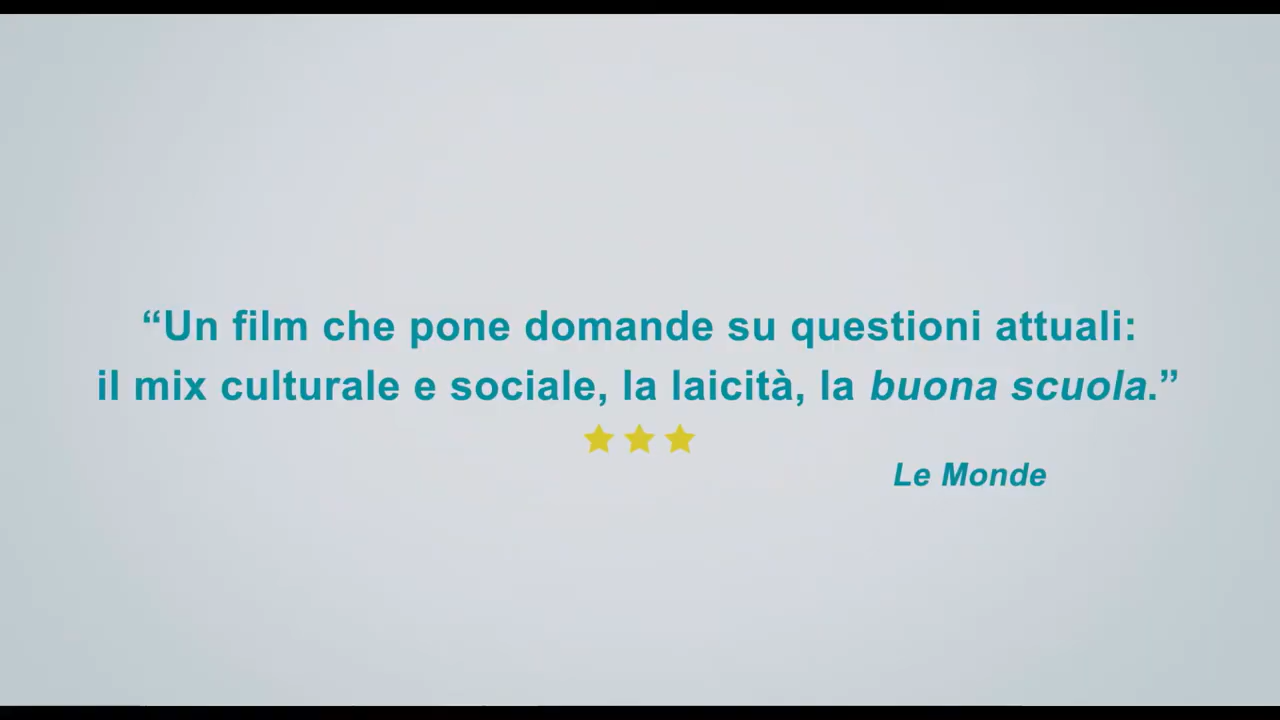 “Un film che pone domande su questioni attuali:
il mix culturale e sociale, la laicità, la buona scuola.”
Le Monde